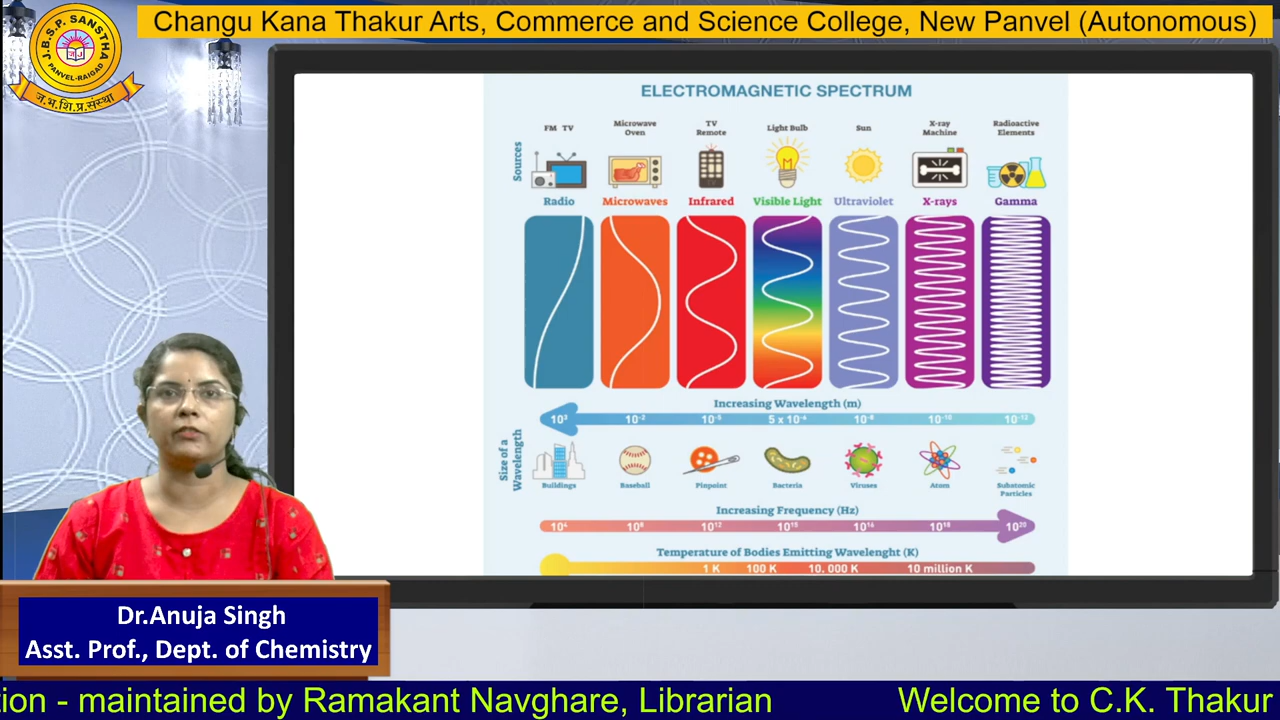 Changu Kana Thakur Arts, Commerce and Science College, New Panvel (Autonomous)
J.B.S.P. SANSTHA
PANVEL-RAIGAD
ज.भ.शि.प्र.संस्था
ELECTROMAGNETIC SPECTRUM
Sources
FM TV
Microwave Oven
TV Remote
Light Bulb
Sun
X-ray Machine
Radioactive Elements
Radio Microwaves Infrared Visible Light Ultraviolet X-rays Gamma
Increasing Wavelength (m)
10³ 10⁻² 10⁻⁵ 5 x 10⁻⁴ 10⁻⁸ 10⁻¹⁰ 10⁻¹²
Size of a Wavelength
Buildings Baseball Pinpoint Bacteria Viruses Atom Subatomic Particles
Increasing Frequency (Hz)
10⁴ 10⁸ 10¹² 10¹⁵ 10¹⁶ 10¹⁸ 10²⁰
Temperature of Bodies Emitting Wavelenght (K)
1 K 100 K 10. 000 K 10 million K
Dr.Anuja Singh
Asst. Prof., Dept. of Chemistry
tion - maintained by Ramakant Navghare, Librarian Welcome to C.K. Thakur